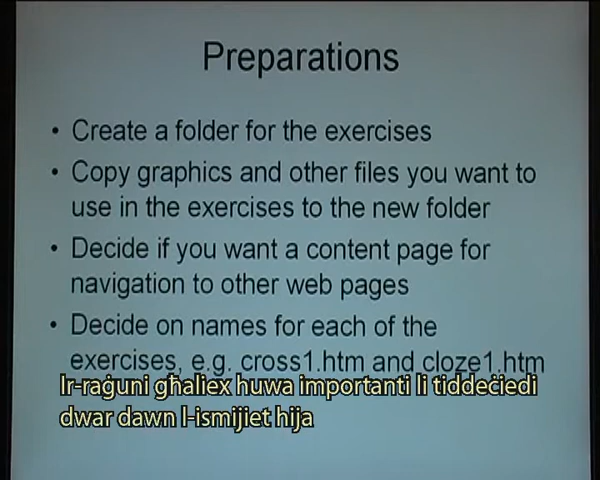 Preparations
• Create a folder for the exercises
• Copy graphics and other files you want to
use in the exercises to the new folder
• Decide if you want a content page for
navigation to other web pages
• Decide on names for each of the
exercises, e.g. cross1.htm and cloze1.htm
Ir-raġuni għaliex huwa importanti li tiddeċiedi
dwar dawn l-ismijiet hija